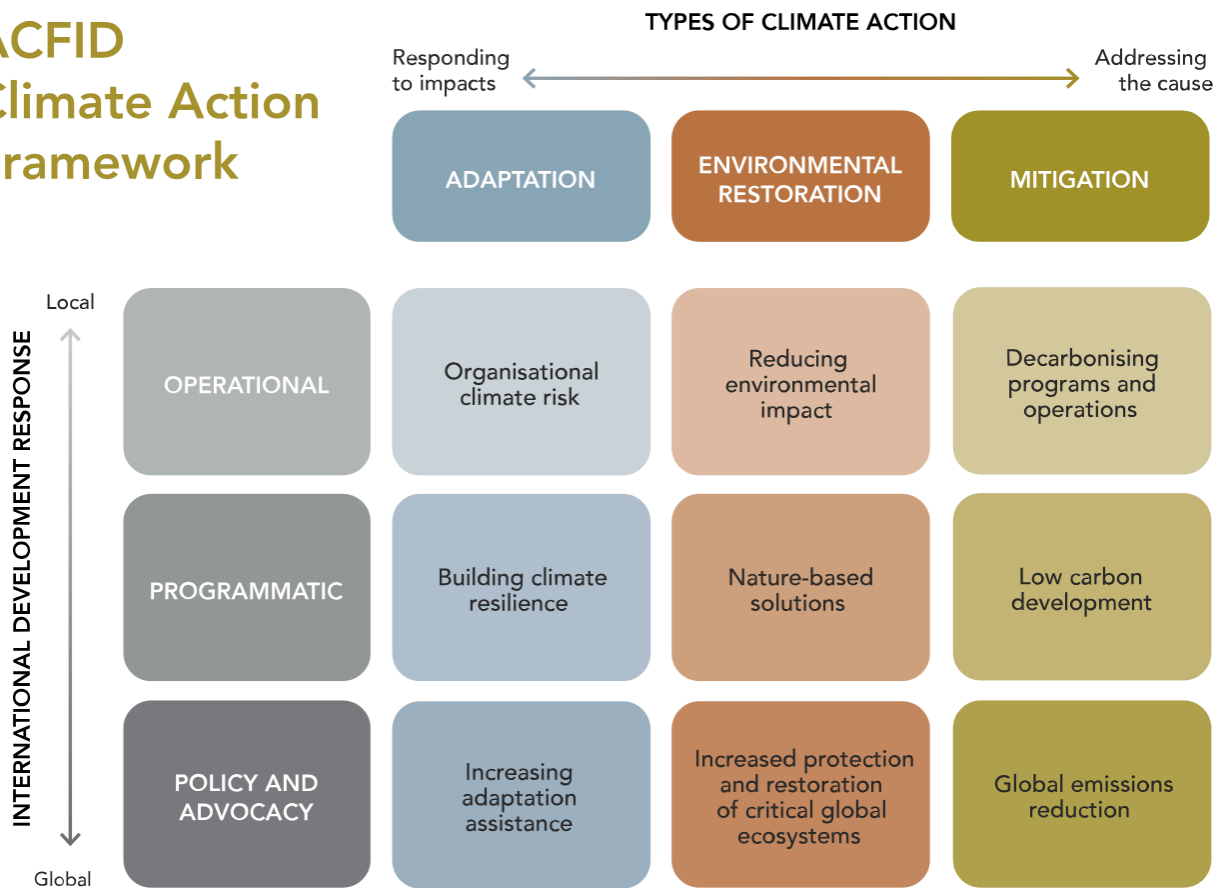 ACFID
Climate Action
Framework
TYPES OF CLIMATE ACTION
Responding
to impacts
Addressing
the cause
ADAPTATION
ENVIRONMENTAL
RESTORATION
MITIGATION
INTERNATIONAL DEVELOPMENT RESPONSE
Local
OPERATIONAL
Organisational
climate risk
Reducing
environmental
impact
Decarbonising
programs and
operations
PROGRAMMATIC
Building climate
resilience
Nature-based
solutions
Low carbon
development
POLICY AND
ADVOCACY
Increasing
adaptation
assistance
Increased protection
and restoration
of critical global
ecosystems
Global emissions
reduction
Global